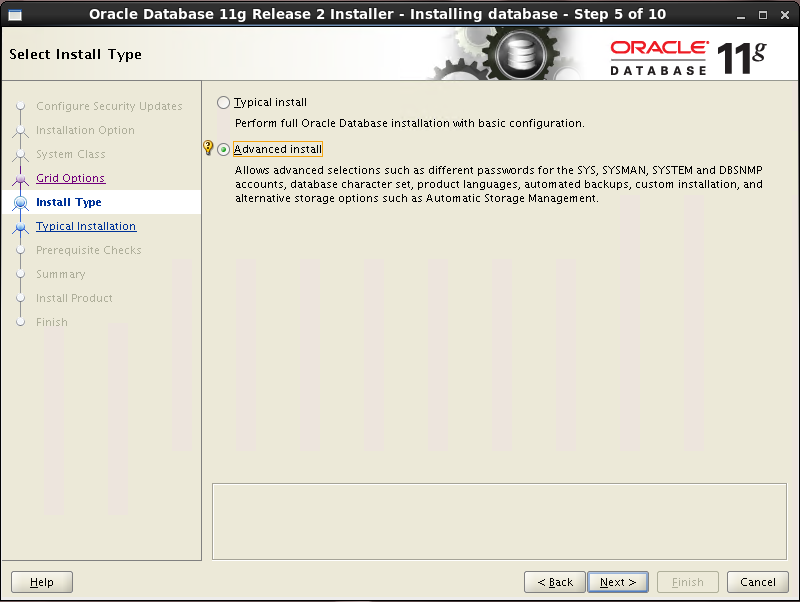 Oracle Database 11g Release 2 Installer - Installing database - Step 5 of 10
Select Install Type
ORACLE®
DATABASE
11g
Configure Security Updates
Installation Option
System Class
Grid Options
Install Type
Typical Installation
Prerequisite Checks
Summary
Install Product
Finish
Typical install
Perform full Oracle Database installation with basic configuration.
Advanced install
Allows advanced selections such as different passwords for the SYS, SYSMAN, SYSTEM and DBSNMP
accounts, database character set, product languages, automated backups, custom installation, and
alternative storage options such as Automatic Storage Management.
Help
< Back
Next >
Finish
Cancel